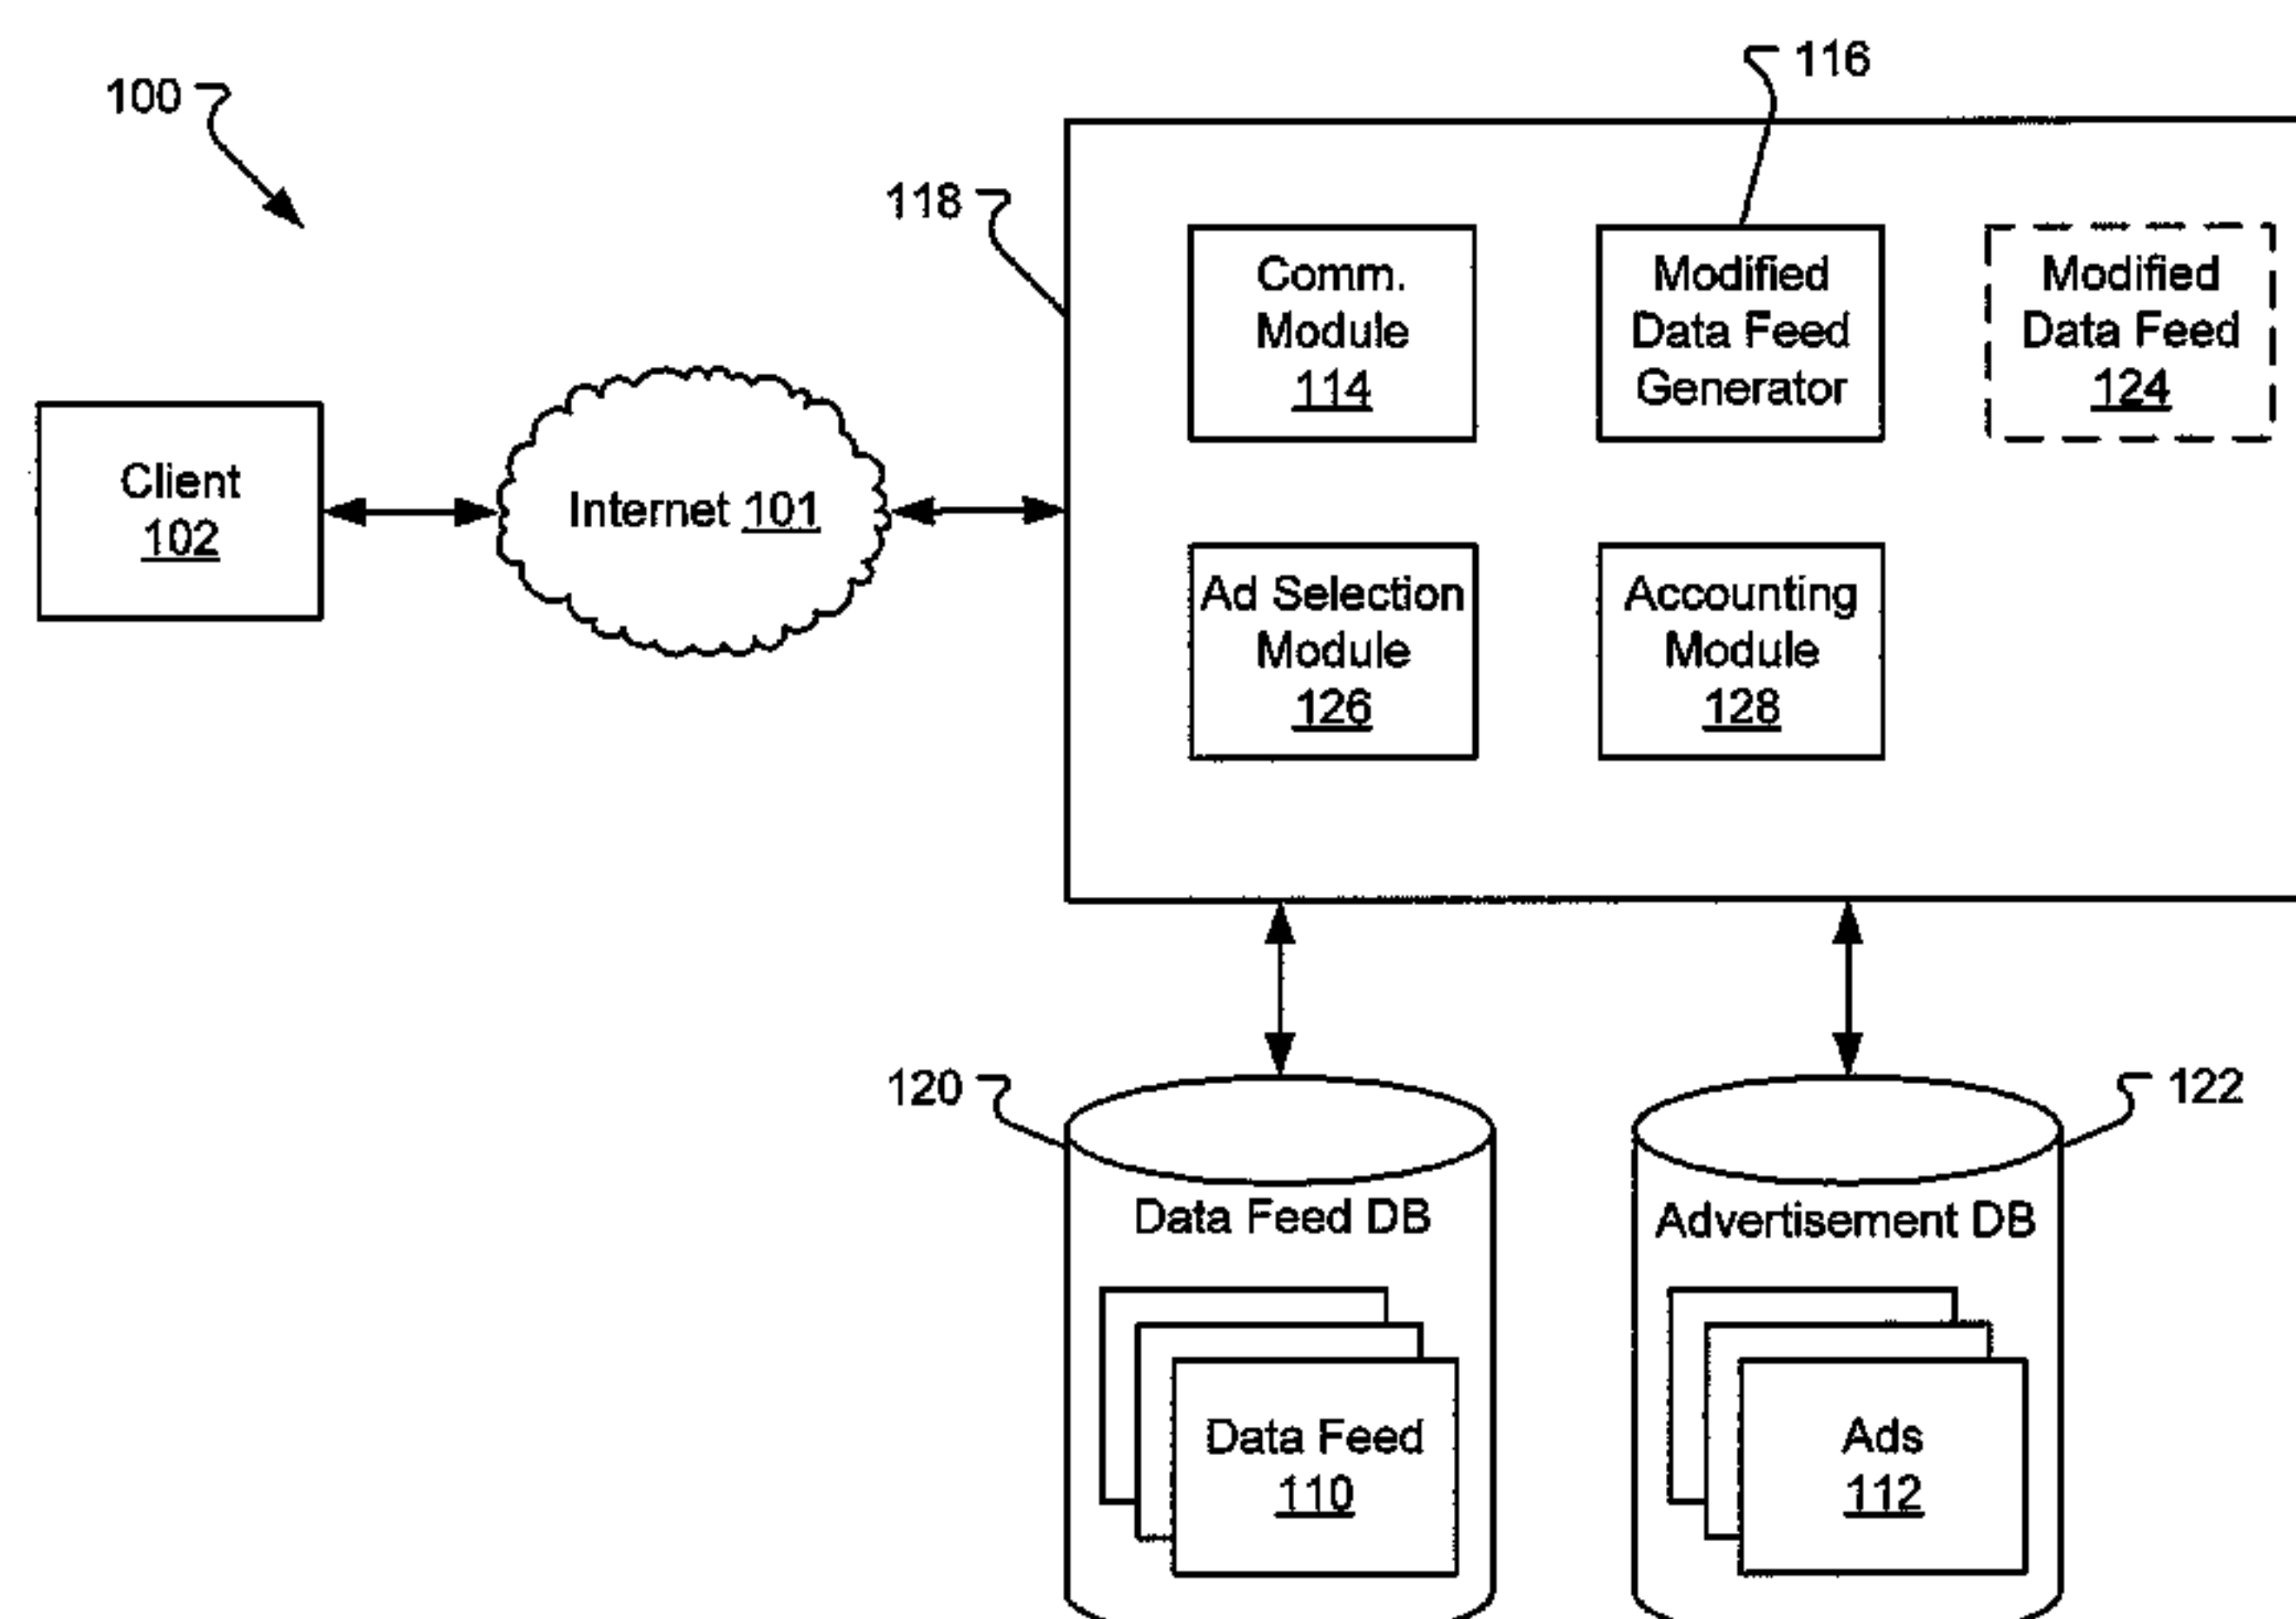 100
116
118
Comm.
Module
114
Modified
Data Feed
Generator
Modified
Data Feed
124
Client
102
Internet 101
Ad Selection
Module
126
Accounting
Module
128
120
122
Data Feed DB
Advertisement DB
Data Feed
110
Ads
112